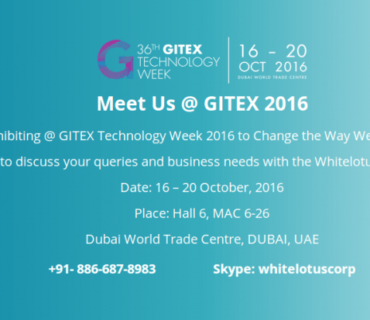 36TH GITEX
TECHNOLOGY
WEEK
16 – 20
OCT 2016
DUBAI WORLD TRADE CENTRE
Meet Us @ GITEX 2016
hibiting @ GITEX Technology Week 2016 to Change the Way We
to discuss your queries and business needs with the Whitelotu
Date: 16 – 20 October, 2016
Place: Hall 6, MAC 6-26
Dubai World Trade Centre, DUBAI, UAE
+91- 886-687-8983 Skype: whitelotuscorp